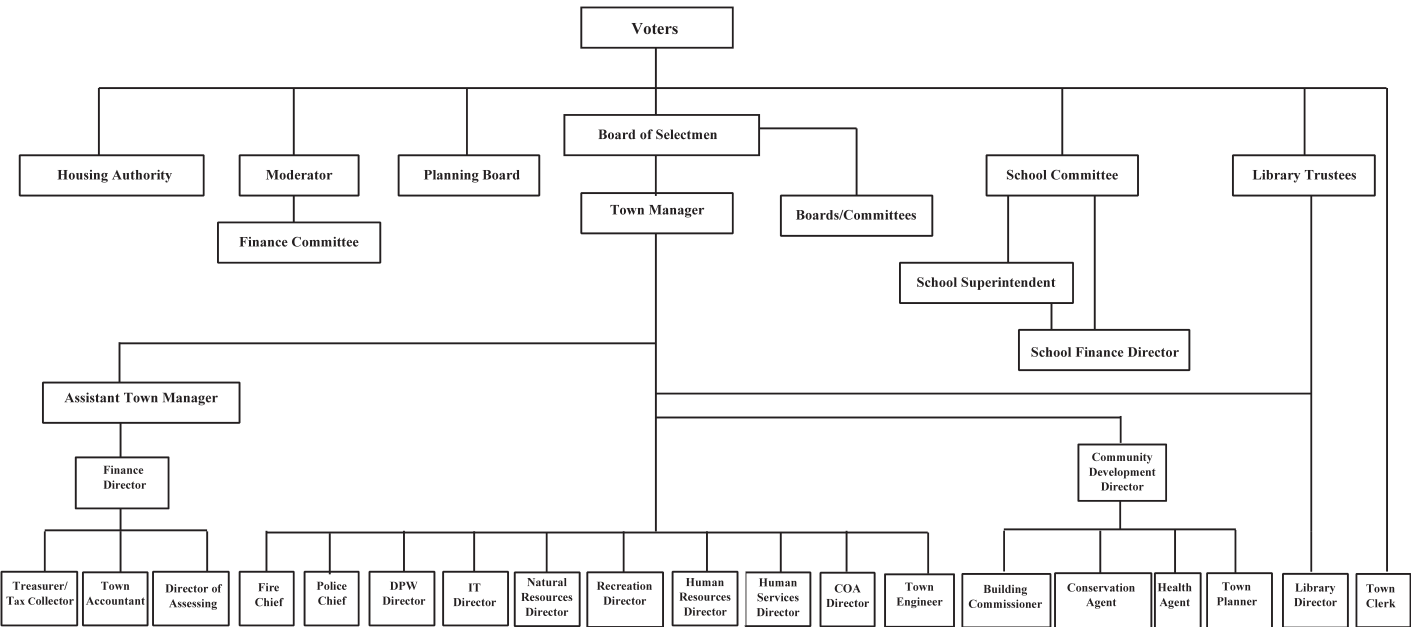 Voters
Board of Selectmen
Housing Authority
Moderator
Planning Board
School Committee
Library Trustees
Town Manager
Boards/Committees
Finance Committee
School Superintendent
School Finance Director
Assistant Town Manager
Finance
Director
Community
Development
Director
Treasurer/
Tax Collector
Town
Accountant
Director of
Assessing
Fire
Chief
Police
Chief
DPW
Director
IT
Director
Natural
Resources
Director
Recreation
Director
Human
Resources
Director
Human
Services
Director
COA
Director
Town
Engineer
Building
Commissioner
Conservation
Agent
Health
Agent
Town
Planner
Library
Director
Town
Clerk